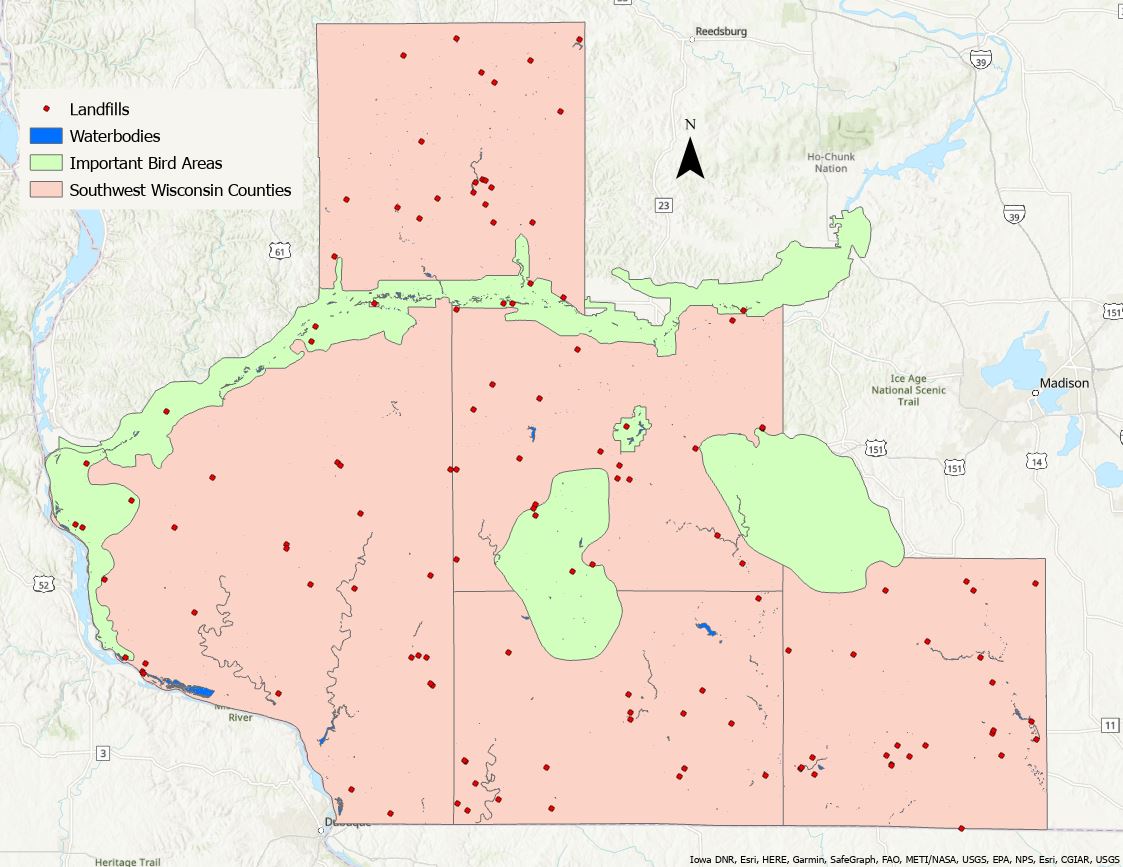 Reedsburg
39
Landfills
Waterbodies
Important Bird Areas
Southwest Wisconsin Counties
N
Ho-Chunk
Nation
23
39
61
151
Madison
Ice Age
National Scenic
Trail
151
151
14
52
River
11
3
Dubuque
Heritage Trail
Iowa DNR, Esri, HERE, Garmin, SafeGraph, FAO, METI/NASA, USGS, EPA, NPS, Esri, CGIAR, USGS